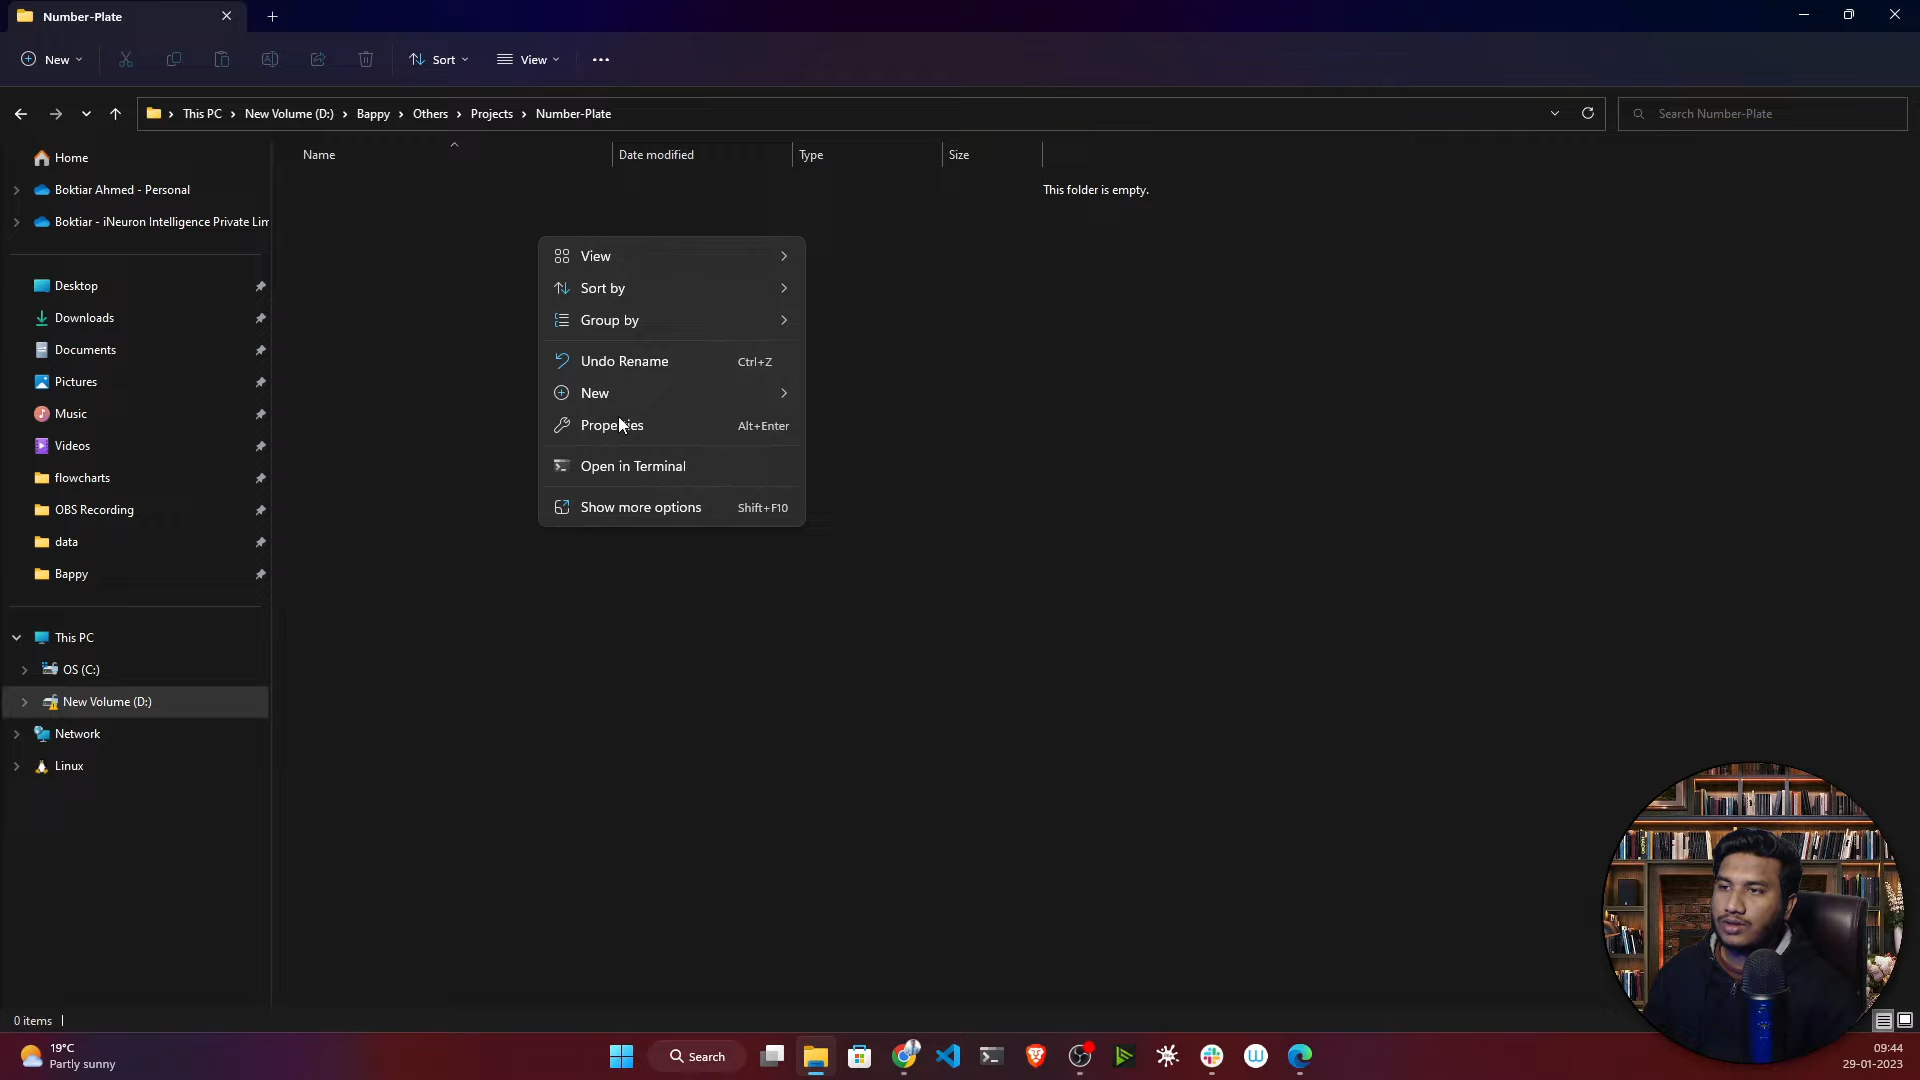 Number-Plate
New
Sort
View
This PC > New Volume (D:) > Bappy > Others > Projects > Number-Plate
Search Number-Plate
Name
Date modified
Type
Size
This folder is empty.
Home
Boktiar Ahmed - Personal
Boktiar - iNeuron Intelligence Private Lim
Desktop
Downloads
Documents
Pictures
Music
Videos
flowcharts
OBS Recording
data
Bappy
This PC
OS (C:)
New Volume (D:)
Network
Linux
View
Sort by
Group by
Undo Rename Ctrl+Z
New
Properties Alt+Enter
Open in Terminal
Show more options Shift+F10
0 items
19°C
Partly sunny
Search
09:44
29-01-2023